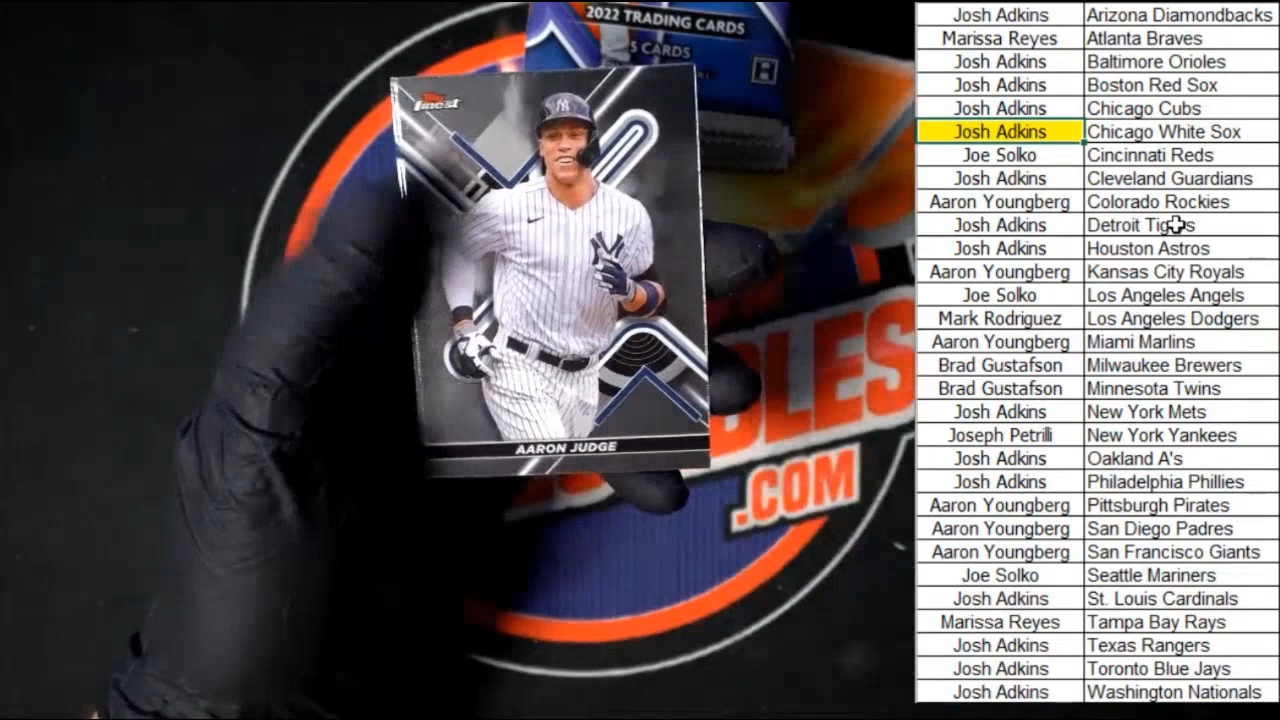 2022 TRADING CARDS
5 CARDS
Topps
finest
NY
AARON JUDGE
BLES
.COM
Josh Adkins Arizona Diamondbacks
Marissa Reyes Atlanta Braves
Josh Adkins Baltimore Orioles
Josh Adkins Boston Red Sox
Josh Adkins Chicago Cubs
Josh Adkins Chicago White Sox
Joe Solko Cincinnati Reds
Josh Adkins Cleveland Guardians
Aaron Youngberg Colorado Rockies
Josh Adkins Detroit Tigers
Josh Adkins Houston Astros
Aaron Youngberg Kansas City Royals
Joe Solko Los Angeles Angels
Mark Rodriguez Los Angeles Dodgers
Aaron Youngberg Miami Marlins
Brad Gustafson Milwaukee Brewers
Brad Gustafson Minnesota Twins
Josh Adkins New York Mets
Joseph Petrilli New York Yankees
Josh Adkins Oakland A's
Josh Adkins Philadelphia Phillies
Aaron Youngberg Pittsburgh Pirates
Aaron Youngberg San Diego Padres
Aaron Youngberg San Francisco Giants
Joe Solko Seattle Mariners
Josh Adkins St. Louis Cardinals
Marissa Reyes Tampa Bay Rays
Josh Adkins Texas Rangers
Josh Adkins Toronto Blue Jays
Josh Adkins Washington Nationals